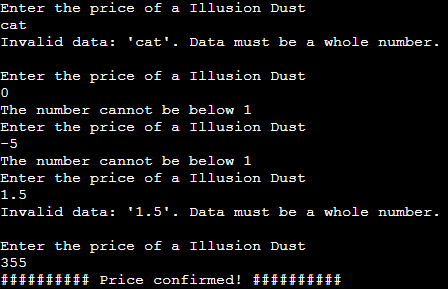 Enter the price of a Illusion Dust
cat
Invalid data: 'cat'. Data must be a whole number.
Enter the price of a Illusion Dust
0
The number cannot be below 1
Enter the price of a Illusion Dust
-5
The number cannot be below 1
Enter the price of a Illusion Dust
1.5
Invalid data: '1.5'. Data must be a whole number.
Enter the price of a Illusion Dust
355
########## Price confirmed! ##########